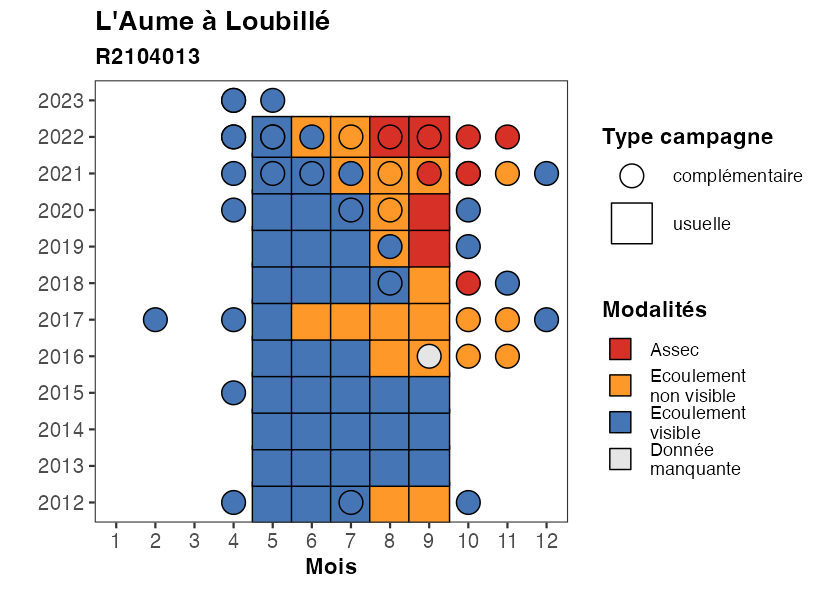 L'Aume à Loubillé
R2104013
2023
2022
2021
2020
2019
2018
2017
2016
2015
2014
2013
2012
1 2 3 4 5 6 7 8 9 10 11 12
Mois
Type campagne
complémentaire
usuelle
Modalités
Assec
Ecoulement
non visible
Ecoulement
visible
Donnée
manquante